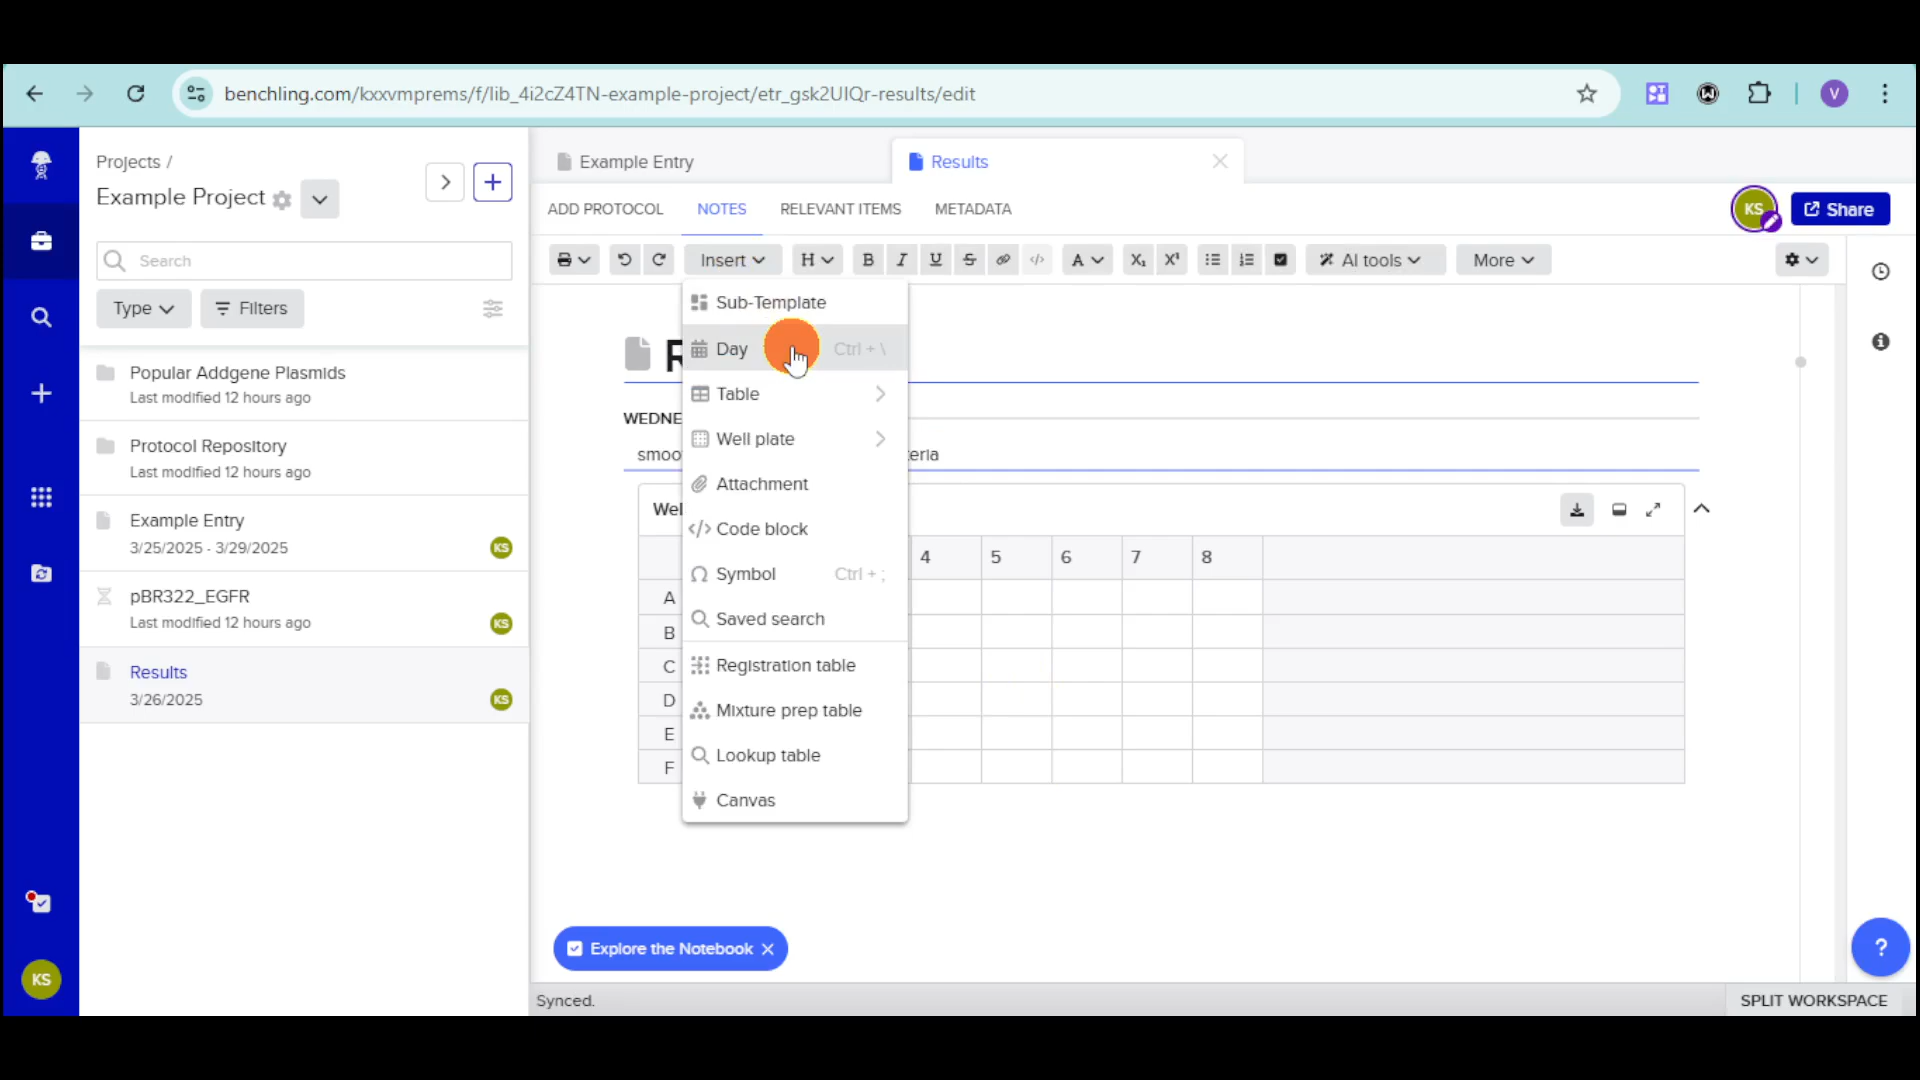 benchling.com/kxxvmprems/f/lib_4i2cZ4TN-example-project/etr_gsk2UIQr-results/edit
V
Projects /
Example Project
Search
Type
Filters
Popular Addgene Plasmids
Last modified 12 hours ago
Protocol Repository
Last modified 12 hours ago
Example Entry
3/25/2025 - 3/29/2025
KS
pBR322_EGFR
Last modified 12 hours ago
KS
Results
3/26/2025
KS
KS
Example Entry
Results
ADD PROTOCOL NOTES RELEVANT ITEMS METADATA
KS
Share
Insert H B I U S </> A X₁ X¹ AI tools More
R
WEDNE
smoo
eria
Wel
4 5 6 7 8
A
B
C
D
E
F
Sub-Template
Day Ctrl + \
Table
Well plate
Attachment
</> Code block
Ω Symbol Ctrl + ;
Saved search
Registration table
Mixture prep table
Lookup table
Canvas
Explore the Notebook
?
Synced.
SPLIT WORKSPACE